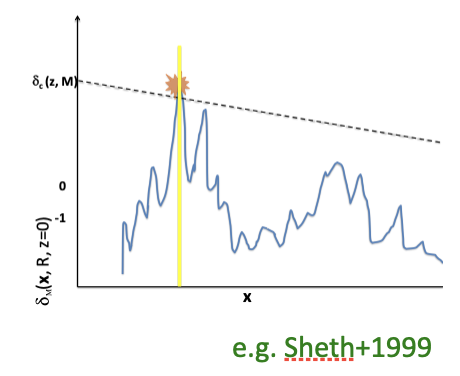 δc (z, M)
0
-1
δM(x, R, z=0)
x
e.g. Sheth+1999